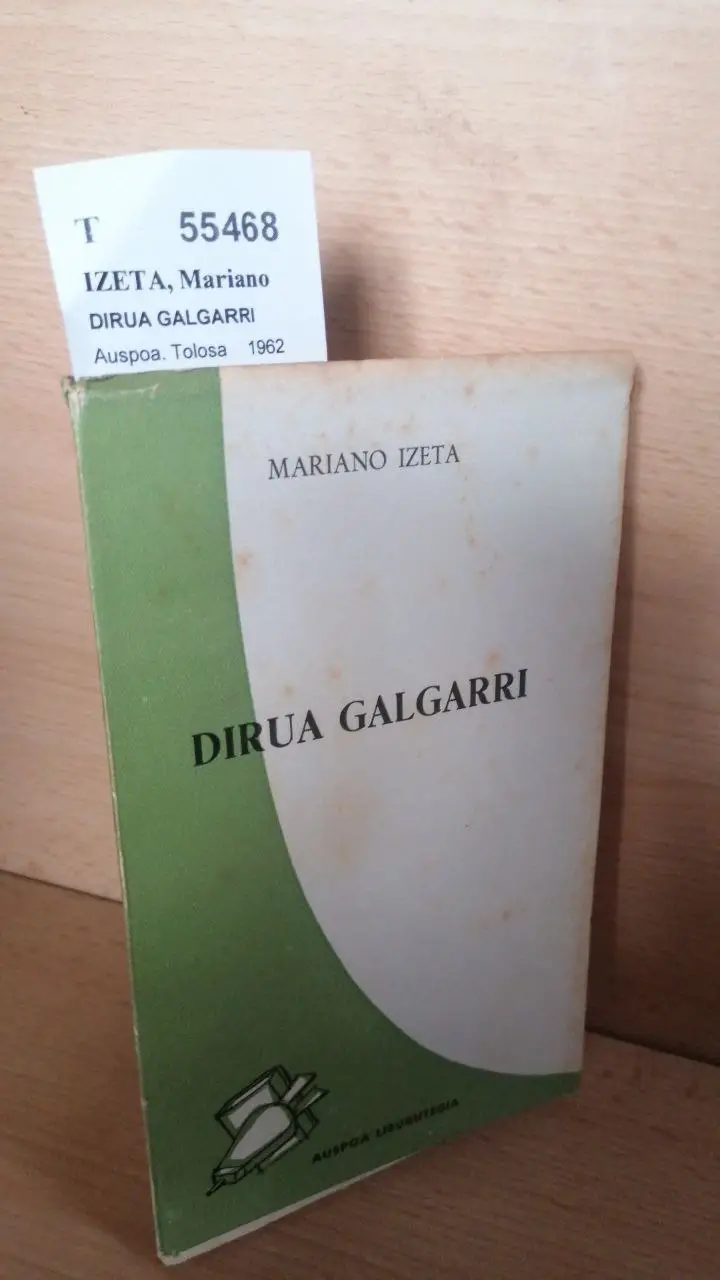 T 55468
IZETA, Mariano
DIRUA GALGARRI
Auspoa. Tolosa 1962
MARIANO IZETA
DIRUA GALGARRI
AUSPOA LIBURUTEGIA